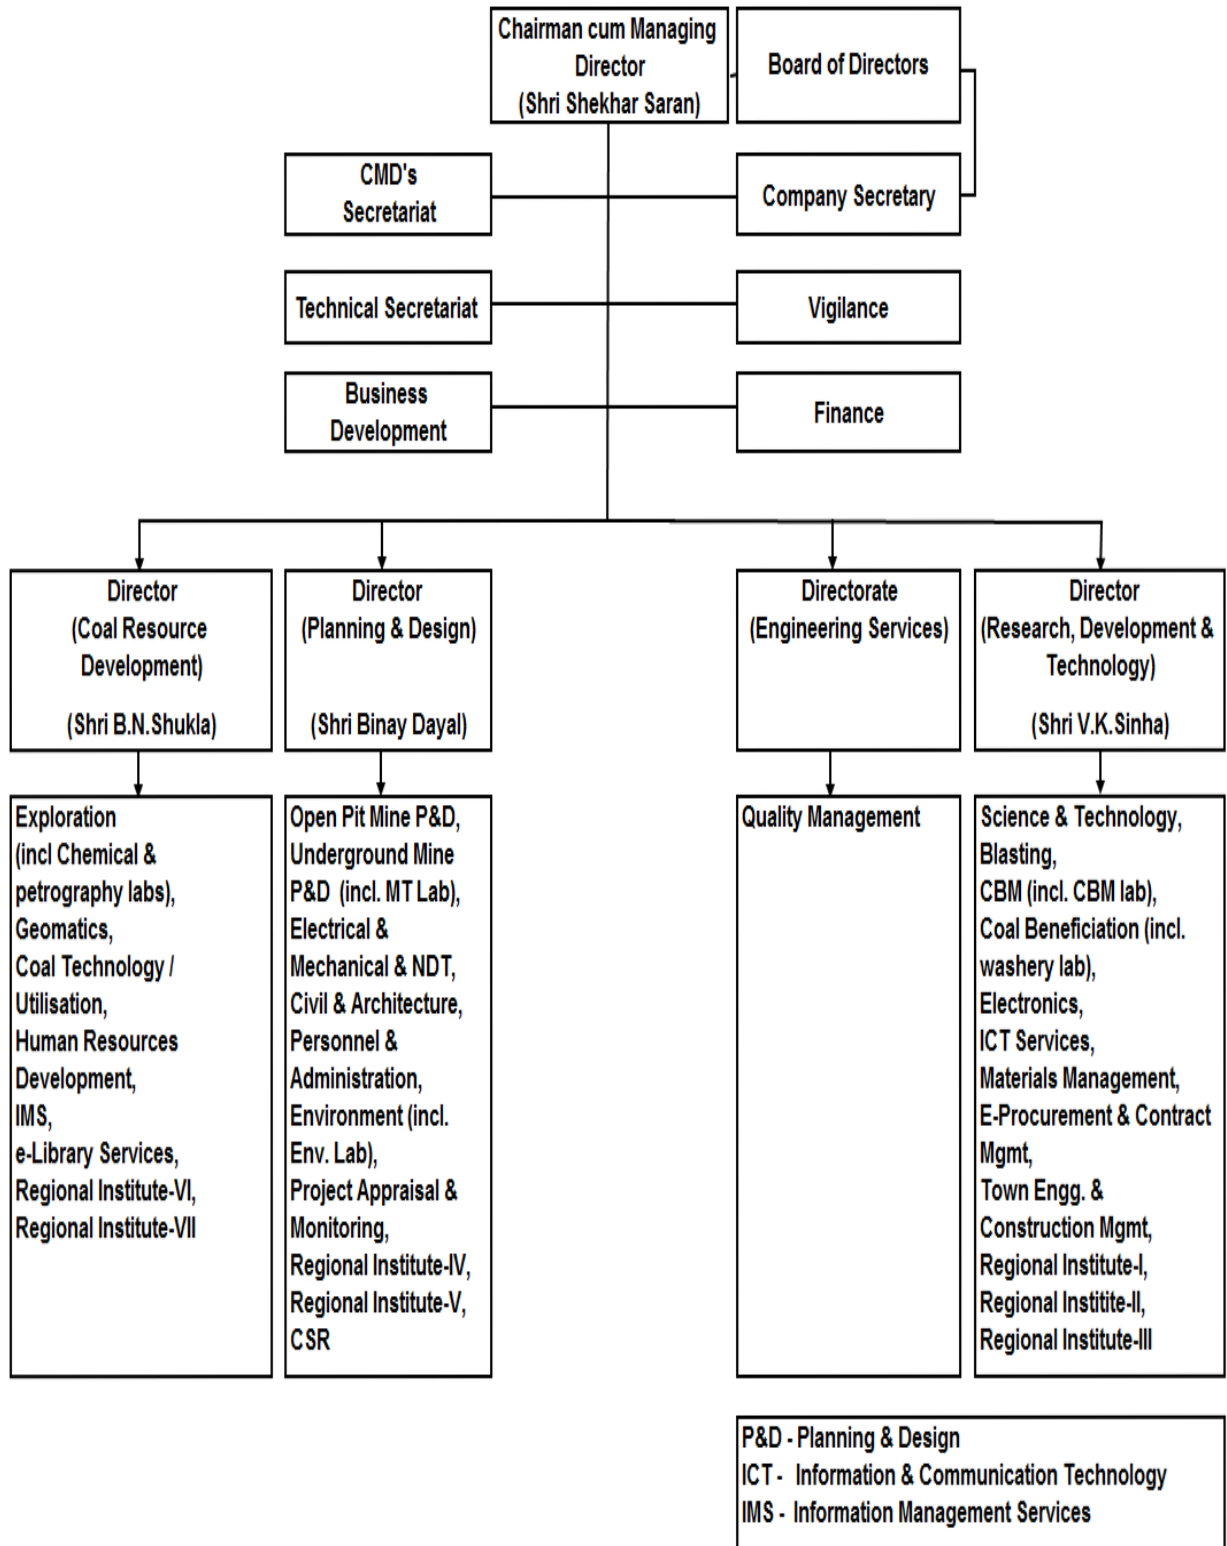 Chairman cum Managing
Director
(Shri Shekhar Saran)
Board of Directors
CMD's
Secretariat
Company Secretary
Technical Secretariat
Vigilance
Business
Development
Finance
Director
(Coal Resource
Development)
(Shri B.N.Shukla)
Director
(Planning & Design)
(Shri Binay Dayal)
Directorate
(Engineering Services)
Director
(Research, Development &
Technology)
(Shri V.K.Sinha)
Exploration
(incl Chemical &
petrography labs),
Geomatics,
Coal Technology /
Utilisation,
Human Resources
Development,
IMS,
e-Library Services,
Regional Institute-VI,
Regional Institute-VII
Open Pit Mine P&D,
Underground Mine
P&D (incl. MT Lab),
Electrical &
Mechanical & NDT,
Civil & Architecture,
Personnel &
Administration,
Environment (incl.
Env. Lab),
Project Appraisal &
Monitoring,
Regional Institute-IV,
Regional Institute-V,
CSR
Quality Management
Science & Technology,
Blasting,
CBM (incl. CBM lab),
Coal Beneficiation (incl.
washery lab),
Electronics,
ICT Services,
Materials Management,
E-Procurement & Contract
Mgmt,
Town Engg. &
Construction Mgmt,
Regional Institute-I,
Regional Institite-II,
Regional Institute-III
P&D - Planning & Design
ICT - Information & Communication Technology
IMS - Information Management Services